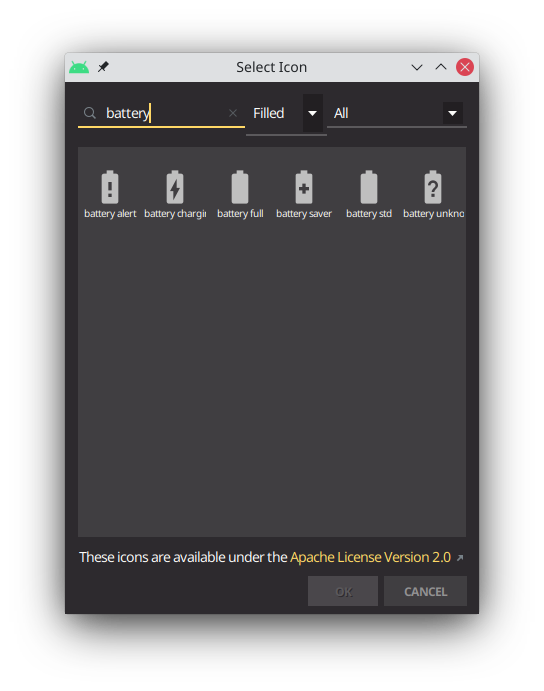 Select Icon
battery
Filled
All
battery alert
battery chargi
battery full
battery saver
battery std
battery unkno
These icons are available under the Apache License Version 2.0
OK
CANCEL